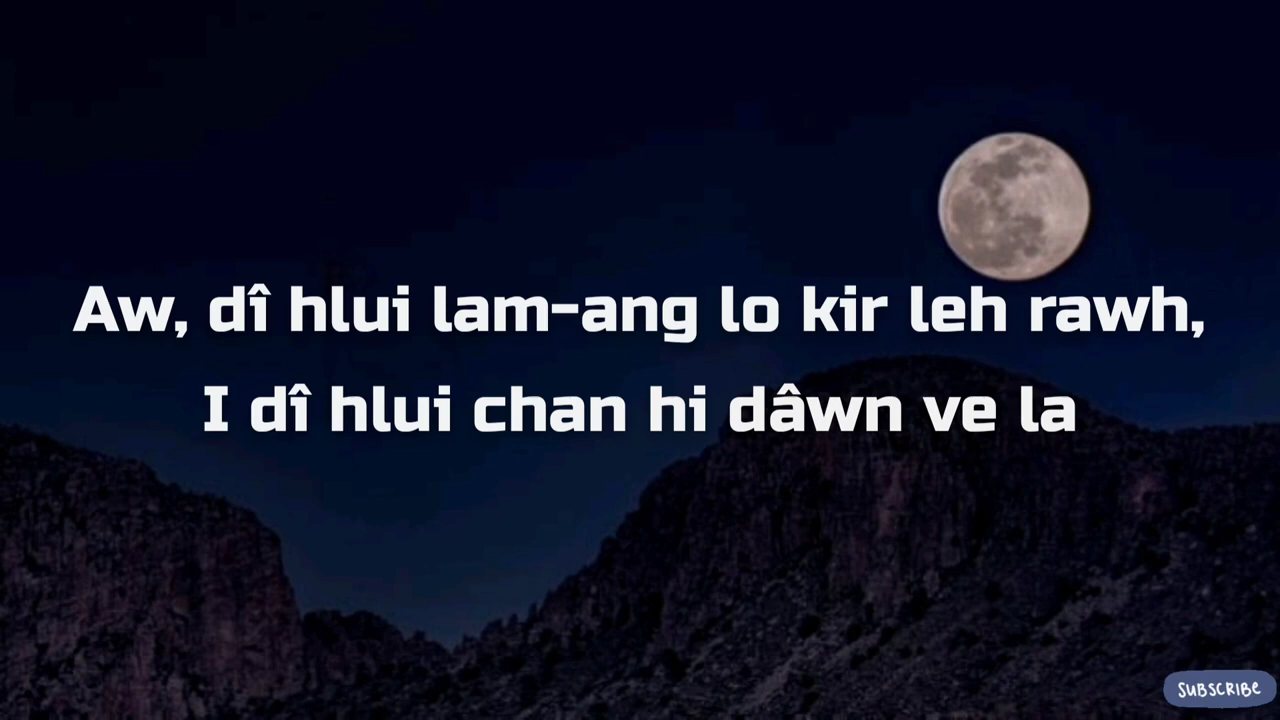 Aw, dî hlui lam-ang lo kir leh rawh,
I dî hlui chan hi dâwn ve la
SUBSCRIBE